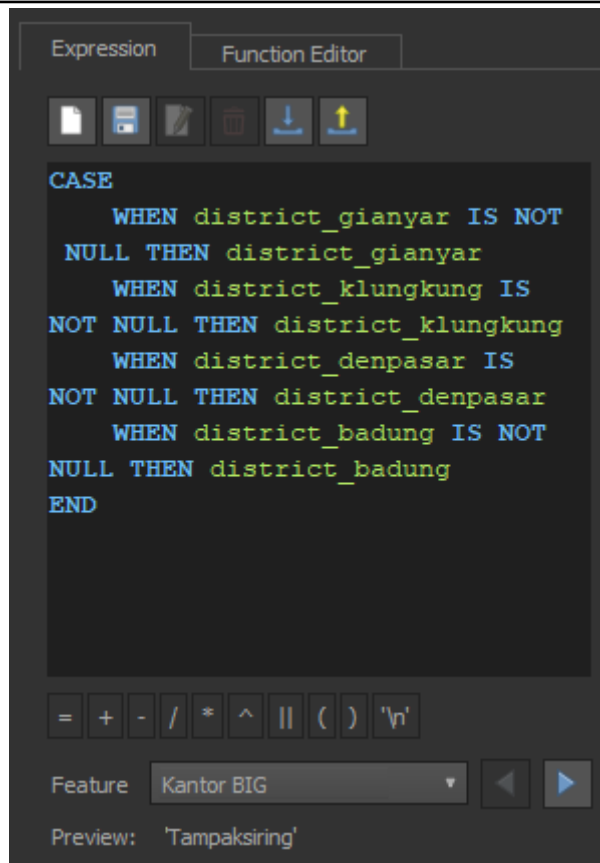 Expression
Function Editor
CASE
WHEN district_gianyar IS NOT
NULL THEN district_gianyar
WHEN district_klungkung IS
NOT NULL THEN district_klungkung
WHEN district_denpasar IS
NOT NULL THEN district_denpasar
WHEN district_badung IS NOT
NULL THEN district_badung
END
= + - / * ^ || ( ) '\n'
Feature Kantor BIG
Preview: 'Tampaksiring'